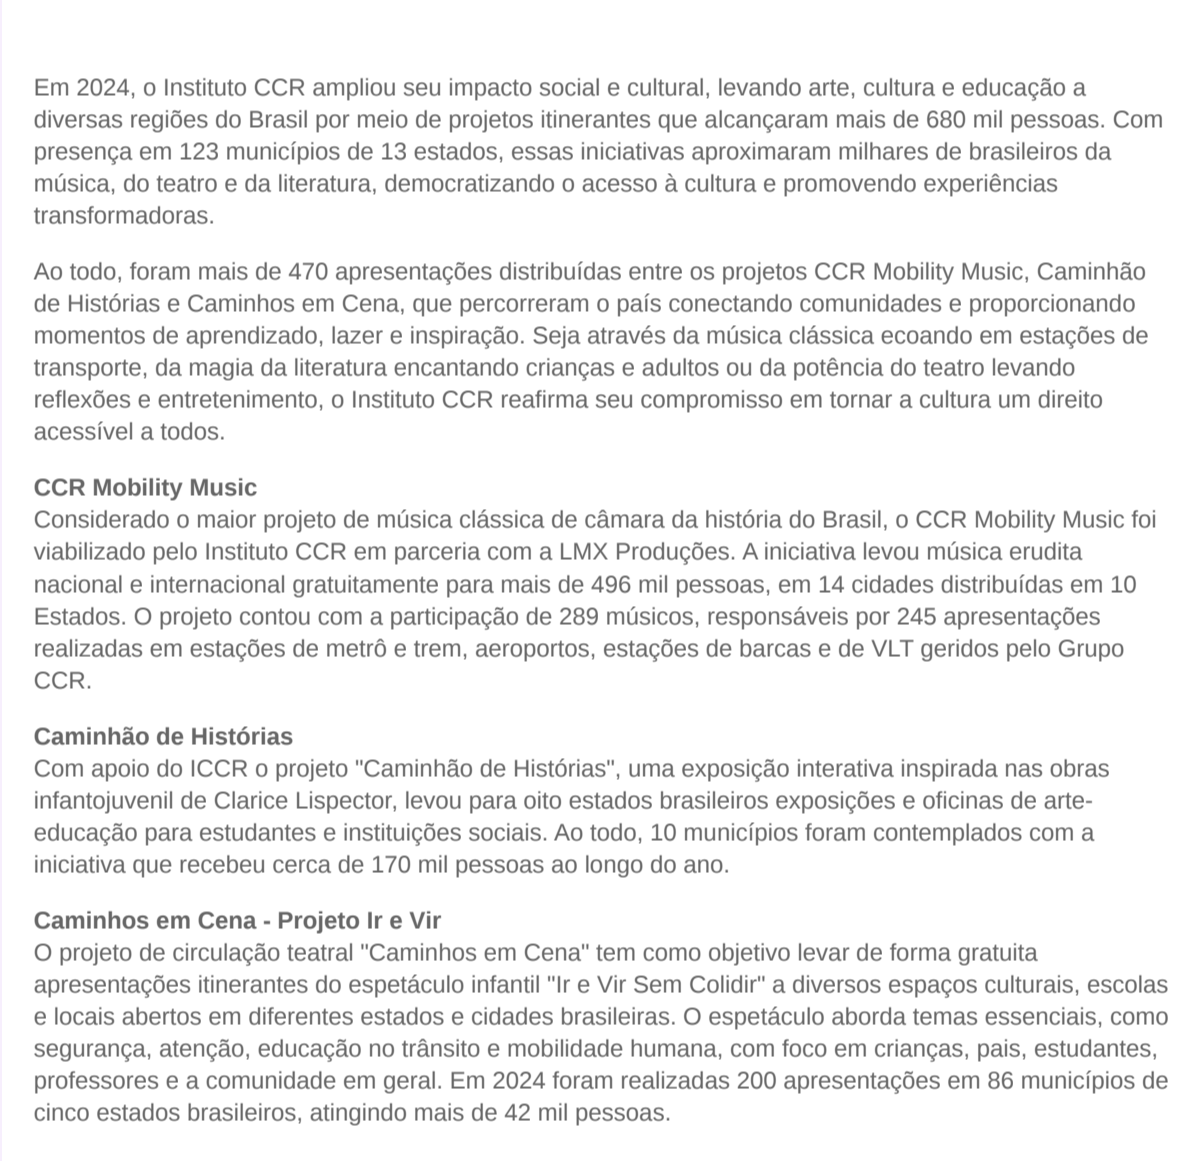 Em 2024, o Instituto CCR ampliou seu impacto social e cultural, levando arte, cultura e educação a
diversas regiões do Brasil por meio de projetos itinerantes que alcançaram mais de 680 mil pessoas. Com
presença em 123 municípios de 13 estados, essas iniciativas aproximaram milhares de brasileiros da
música, do teatro e da literatura, democratizando o acesso à cultura e promovendo experiências
transformadoras.
Ao todo, foram mais de 470 apresentações distribuídas entre os projetos CCR Mobility Music, Caminhão
de Histórias e Caminhos em Cena, que percorreram o país conectando comunidades e proporcionando
momentos de aprendizado, lazer e inspiração. Seja através da música clássica ecoando em estações de
transporte, da magia da literatura encantando crianças e adultos ou da potência do teatro levando
reflexões e entretenimento, o Instituto CCR reafirma seu compromisso em tornar a cultura um direito
acessível a todos.
CCR Mobility Music
Considerado o maior projeto de música clássica de câmara da história do Brasil, o CCR Mobility Music foi
viabilizado pelo Instituto CCR em parceria com a LMX Produções. A iniciativa levou música erudita
nacional e internacional gratuitamente para mais de 496 mil pessoas, em 14 cidades distribuídas em 10
Estados. O projeto contou com a participação de 289 músicos, responsáveis por 245 apresentações
realizadas em estações de metrô e trem, aeroportos, estações de barcas e de VLT geridos pelo Grupo
CCR.
Caminhão de Histórias
Com apoio do ICCR o projeto "Caminhão de Histórias", uma exposição interativa inspirada nas obras
infantojuvenil de Clarice Lispector, levou para oito estados brasileiros exposições e oficinas de arte-
educação para estudantes e instituições sociais. Ao todo, 10 municípios foram contemplados com a
iniciativa que recebeu cerca de 170 mil pessoas ao longo do ano.
Caminhos em Cena - Projeto Ir e Vir
O projeto de circulação teatral "Caminhos em Cena" tem como objetivo levar de forma gratuita
apresentações itinerantes do espetáculo infantil "Ir e Vir Sem Colidir" a diversos espaços culturais, escolas
e locais abertos em diferentes estados e cidades brasileiras. O espetáculo aborda temas essenciais, como
segurança, atenção, educação no trânsito e mobilidade humana, com foco em crianças, pais, estudantes,
professores e a comunidade em geral. Em 2024 foram realizadas 200 apresentações em 86 municípios de
cinco estados brasileiros, atingindo mais de 42 mil pessoas.